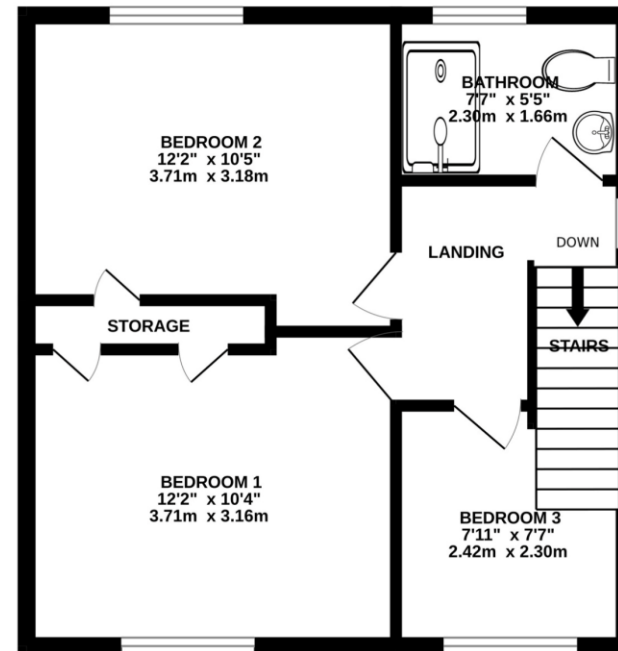 BEDROOM 2
12'2" x 10'5"
3.71m x 3.18m
BATHROOM
7'7" x 5'5"
2.30m x 1.66m
LANDING
DOWN
STORAGE
STAIRS
BEDROOM 1
12'2" x 10'4"
3.71m x 3.16m
BEDROOM 3
7'11" x 7'7"
2.42m x 2.30m